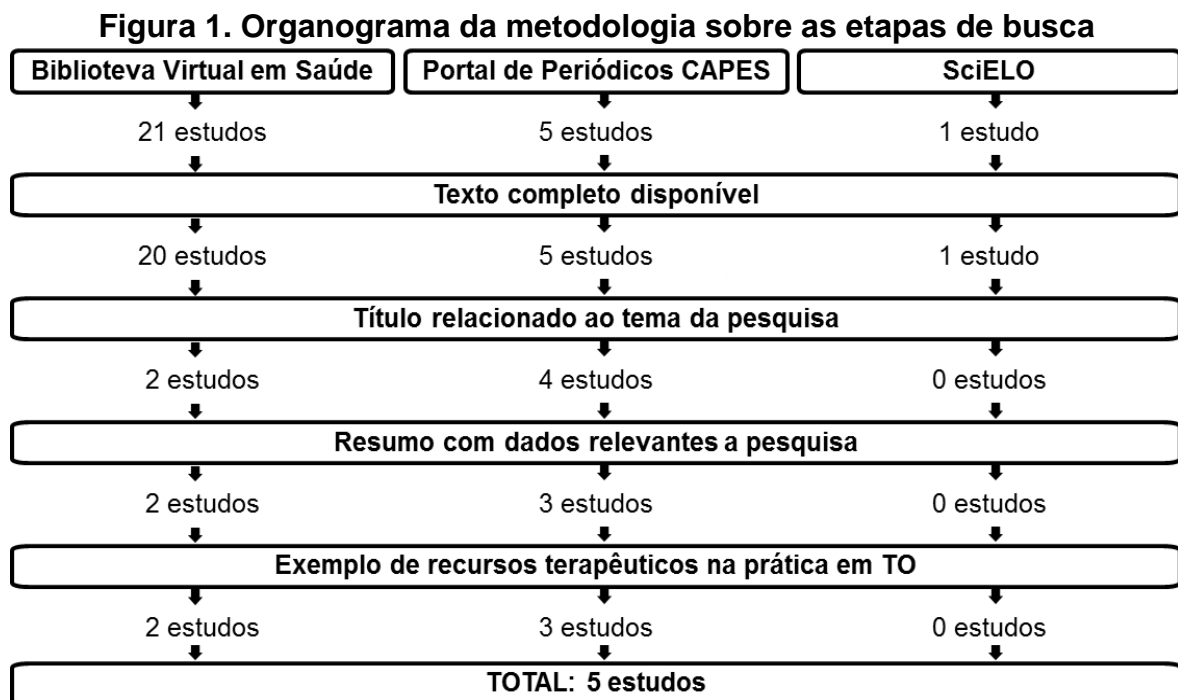 Figura 1. Organograma da metodologia sobre as etapas de busca
Biblioteva Virtual em Saúde Portal de Periódicos CAPES SciELO
21 estudos 5 estudos 1 estudo
Texto completo disponível
20 estudos 5 estudos 1 estudo
Título relacionado ao tema da pesquisa
2 estudos 4 estudos 0 estudos
Resumo com dados relevantes a pesquisa
2 estudos 3 estudos 0 estudos
Exemplo de recursos terapêuticos na prática em TO
2 estudos 3 estudos 0 estudos
TOTAL: 5 estudos